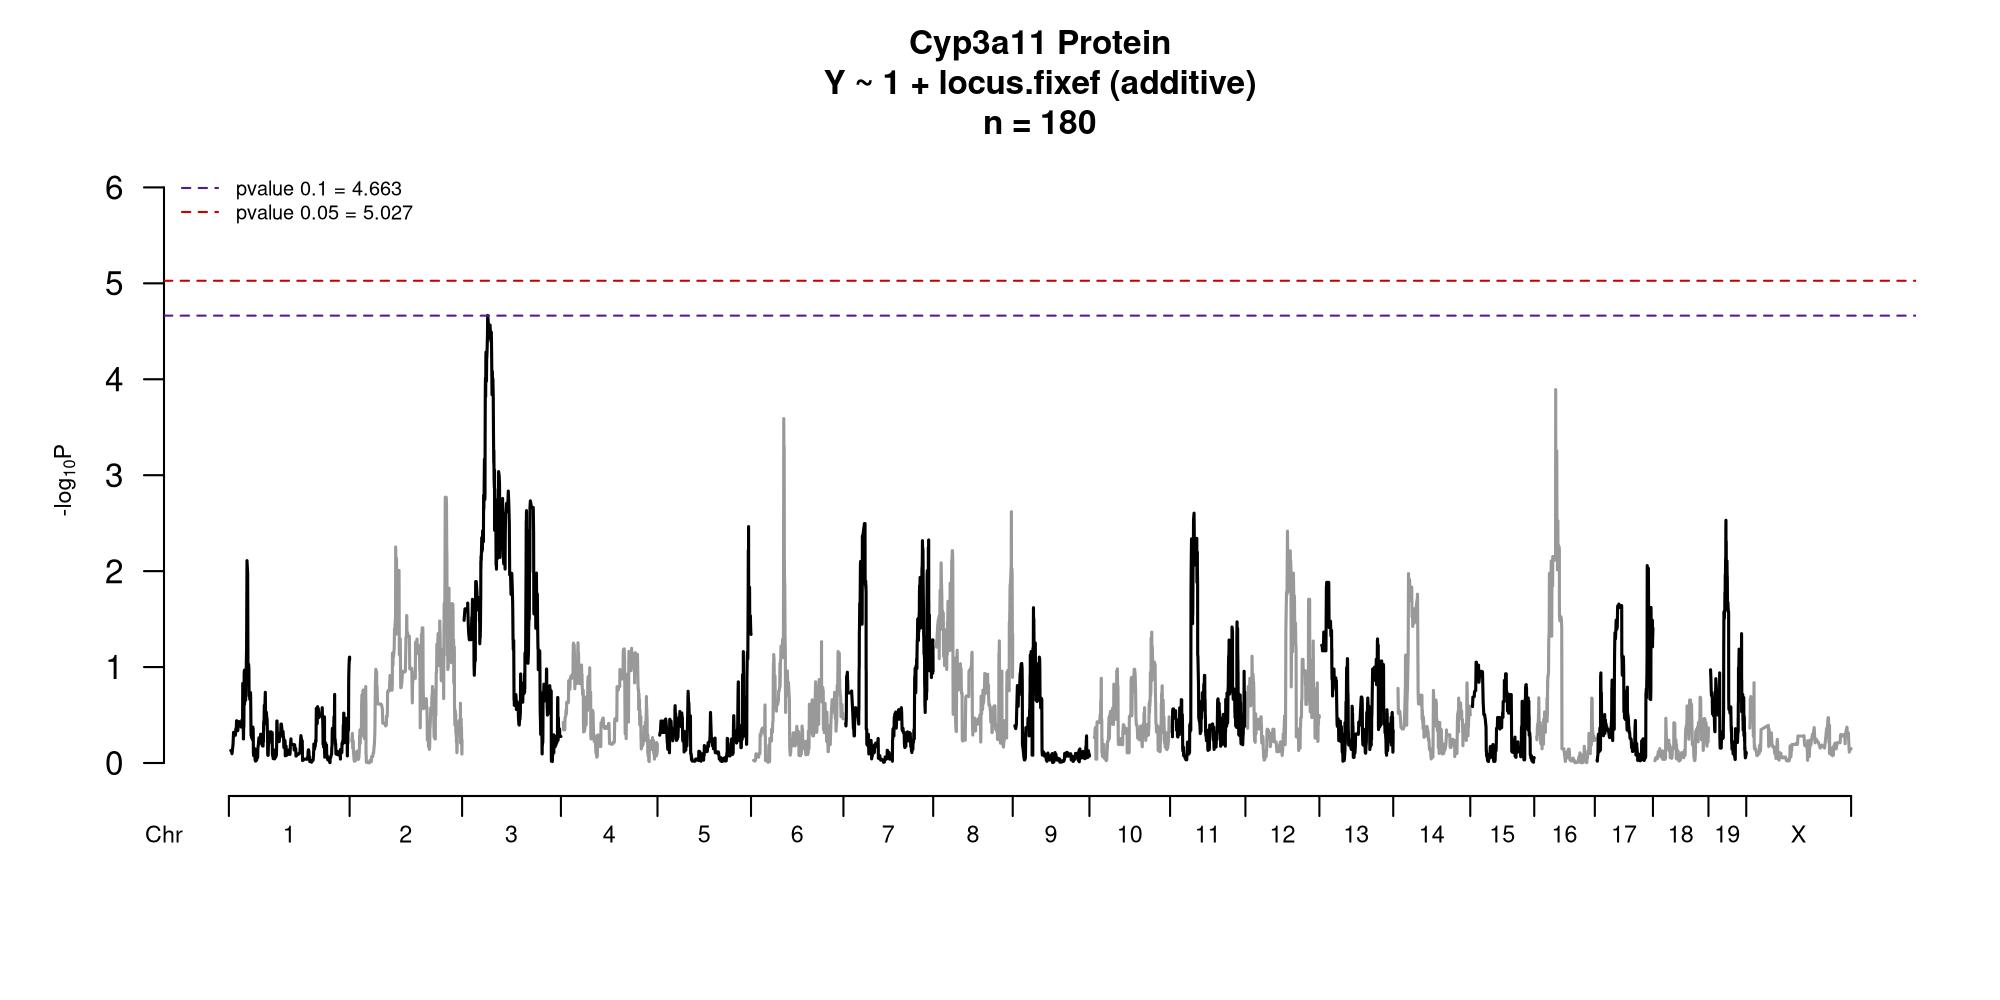 Cyp3a11 Protein
Y ~ 1 + locus.fixef (additive)
n = 180
6
5
4
3
2
1
0
-log10P
pvalue 0.1 = 4.663
pvalue 0.05 = 5.027
Chr 1 2 3 4 5 6 7 8 9 10 11 12 13 14 15 16 17 18 19 X